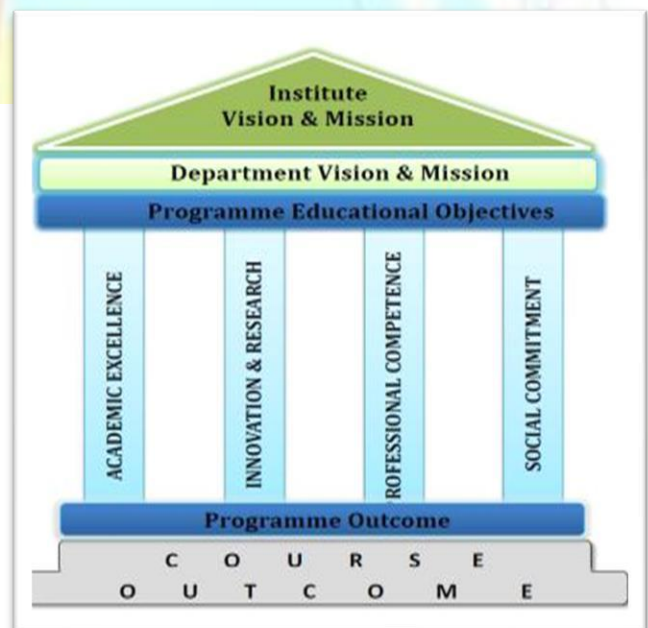 Institute
Vision & Mission
Department Vision & Mission
Programme Educational Objectives
ACADEMIC EXCELLENCE
INNOVATION & RESEARCH
ROFESSIONAL COMPETENCE
SOCIAL COMMITMENT
Programme Outcome
C O U R S E
O U T C O M E